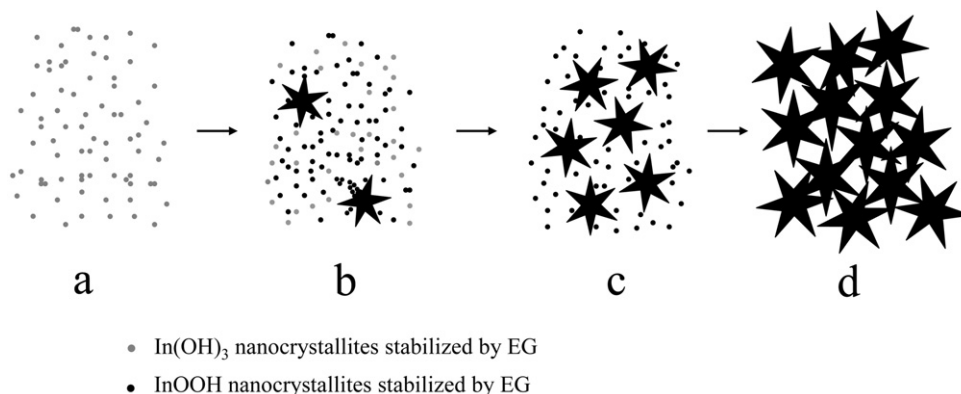 a b c d
In(OH)₃ nanocrystallites stabilized by EG
InOOH nanocrystallites stabilized by EG